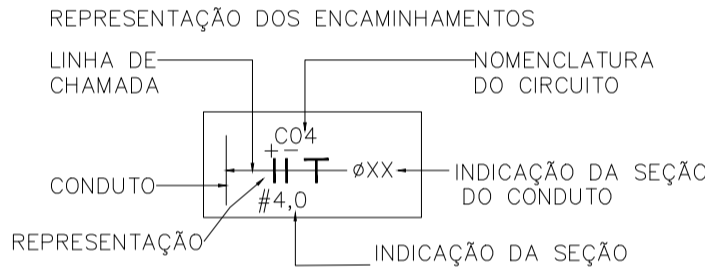 REPRESENTAÇÃO DOS ENCAMINHAMENTOS
LINHA DE
CHAMADA
NOMENCLATURA
DO CIRCUITO
C04
+ −
øXX
CONDUTO
INDICAÇÃO DA SEÇÃO
DO CONDUTO
#4,0
REPRESENTAÇÃO
INDICAÇÃO DA SEÇÃO